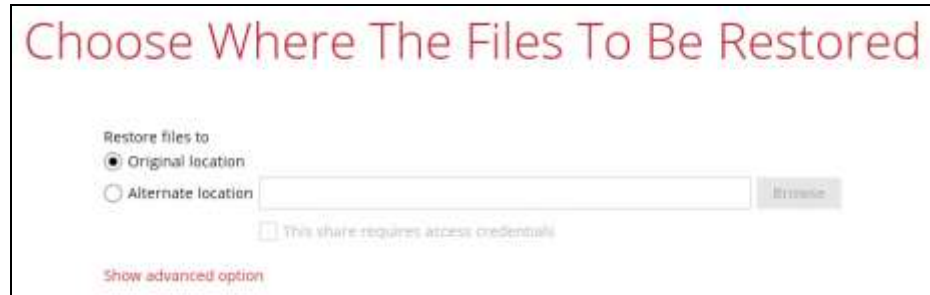 Choose Where The Files To Be Restored
Restore files to
Original location
Alternate location Browse
This share requires access credentials
Show advanced option